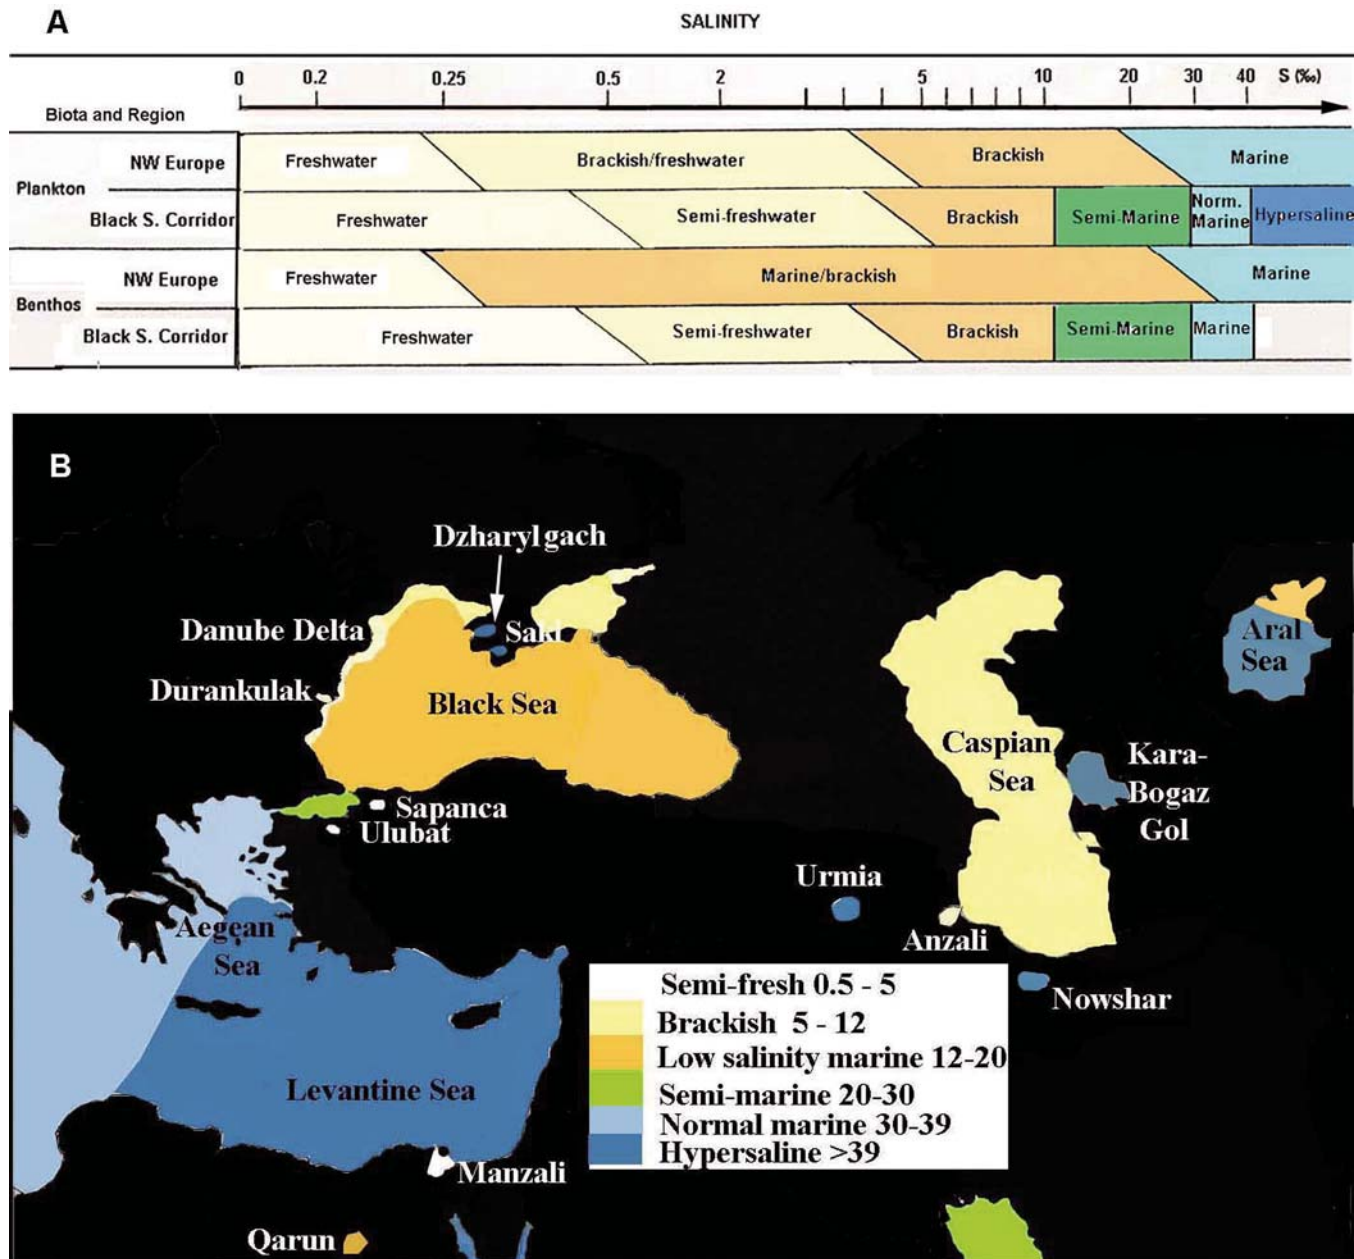 A
SALINITY
0 0.2 0.25 0.5 2 5 10 20 30 40 S (‰)
Biota and Region
Plankton
NW Europe Freshwater Brackish/freshwater Brackish Marine
Black S. Corridor Freshwater Semi-freshwater Brackish Semi-Marine Norm. Marine Hypersaline
Benthos
NW Europe Freshwater Marine/brackish Marine
Black S. Corridor Freshwater Semi-freshwater Brackish Semi-Marine Marine
B
Dzharylgach
Danube Delta
Saki
Durankulak
Black Sea
Aral
Sea
Caspian
Sea
Kara-
Bogaz
Gol
Sapanca
Ulubat
Urmia
Aegean
Sea
Anzali
Nowshar
Levantine Sea
Manzali
Qarun
Semi-fresh 0.5 - 5
Brackish 5 - 12
Low salinity marine 12-20
Semi-marine 20-30
Normal marine 30-39
Hypersaline >39